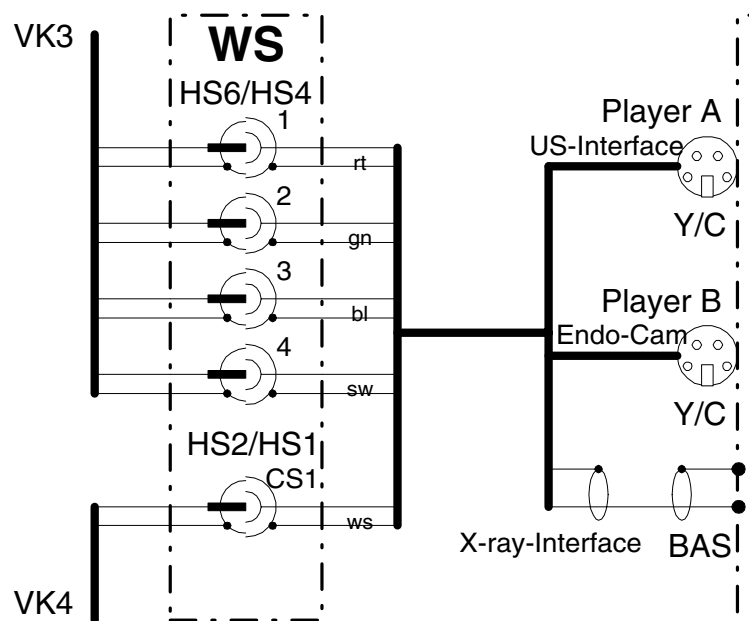 VK3
WS
HS6/HS4
1
rt
2
gn
3
bl
4
sw
HS2/HS1
CS1
ws
VK4
Player A
US-Interface
Y/C
Player B
Endo-Cam
Y/C
X-ray-Interface
BAS